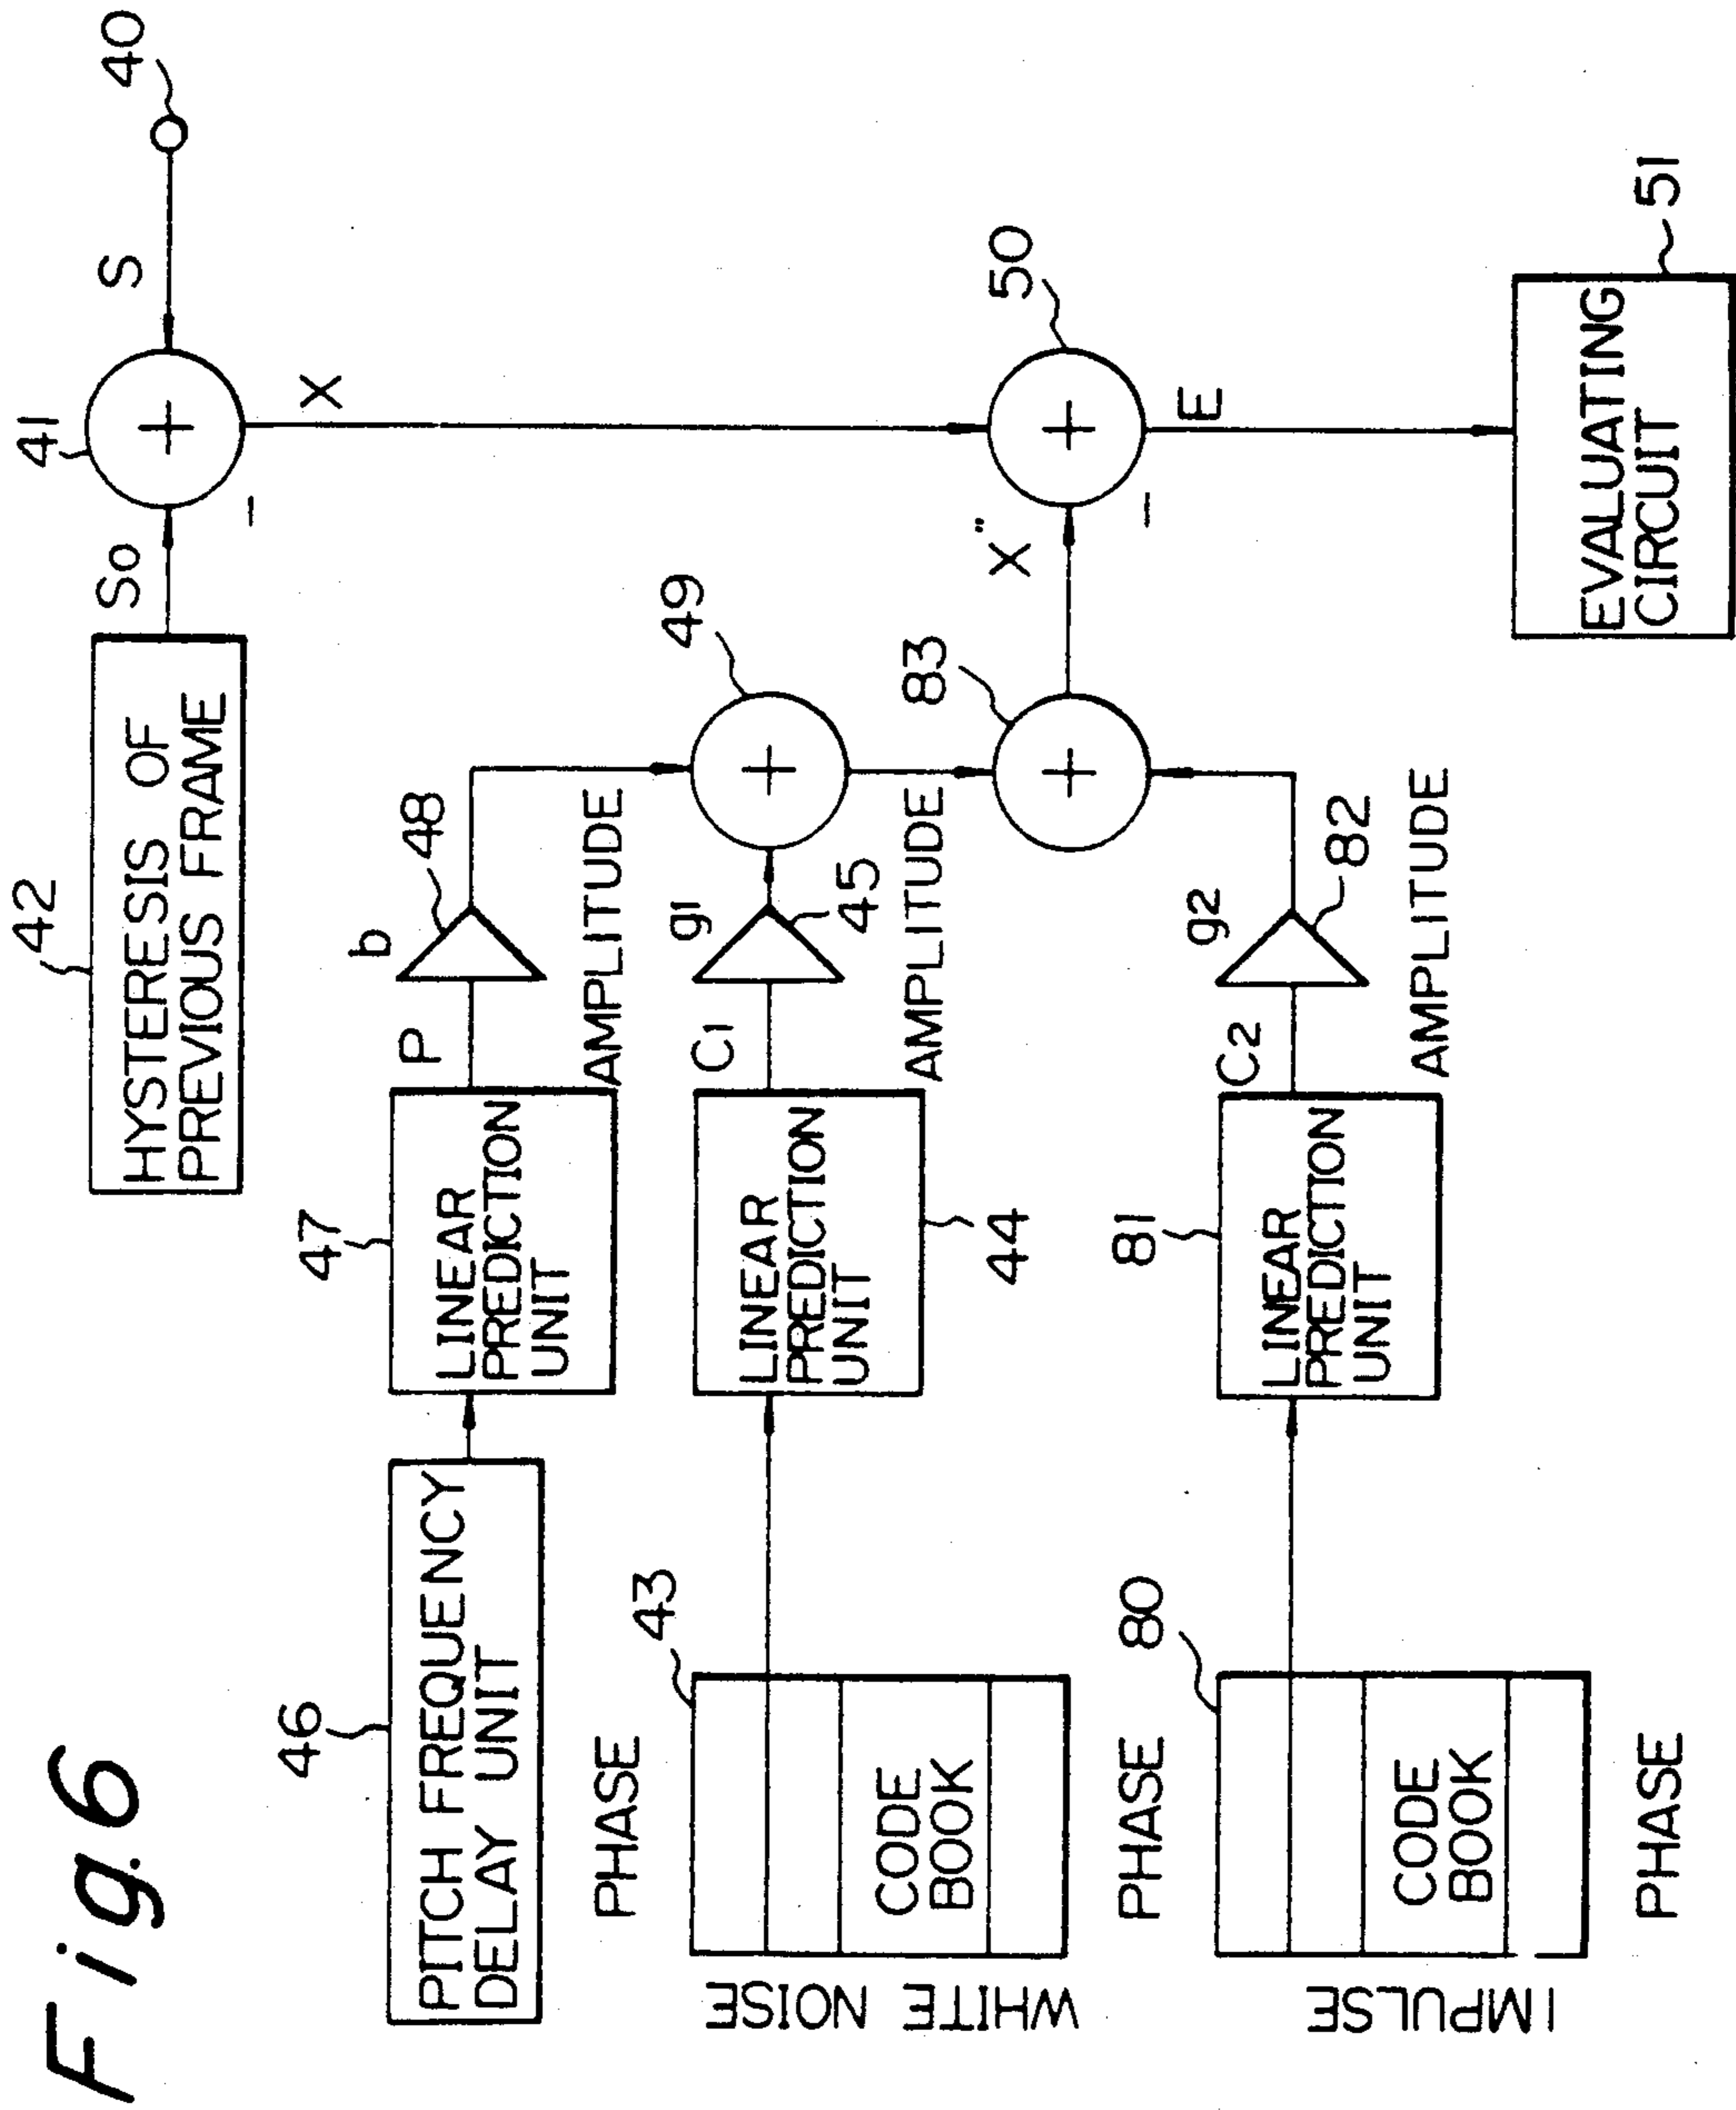 Fig.6
42
HYSTERESIS OF
PREVIOUS FRAME
So
41
+
-
S
40
X
46
PITCH FREQUENCY
DELAY UNIT
47
LINEAR
PREDICTION
UNIT
P
b
48
AMPLITUDE
PHASE
43
CODE
BOOK
WHITE NOISE
LINEAR
PREDICTION
UNIT
44
C1
g1
45
AMPLITUDE
49
+
83
+
X"
50
+
-
E
PHASE
80
CODE
BOOK
IMPULSE
PHASE
81
LINEAR
PREDICTION
UNIT
C2
g2
82
AMPLITUDE
EVALUATING
CIRCUIT
51